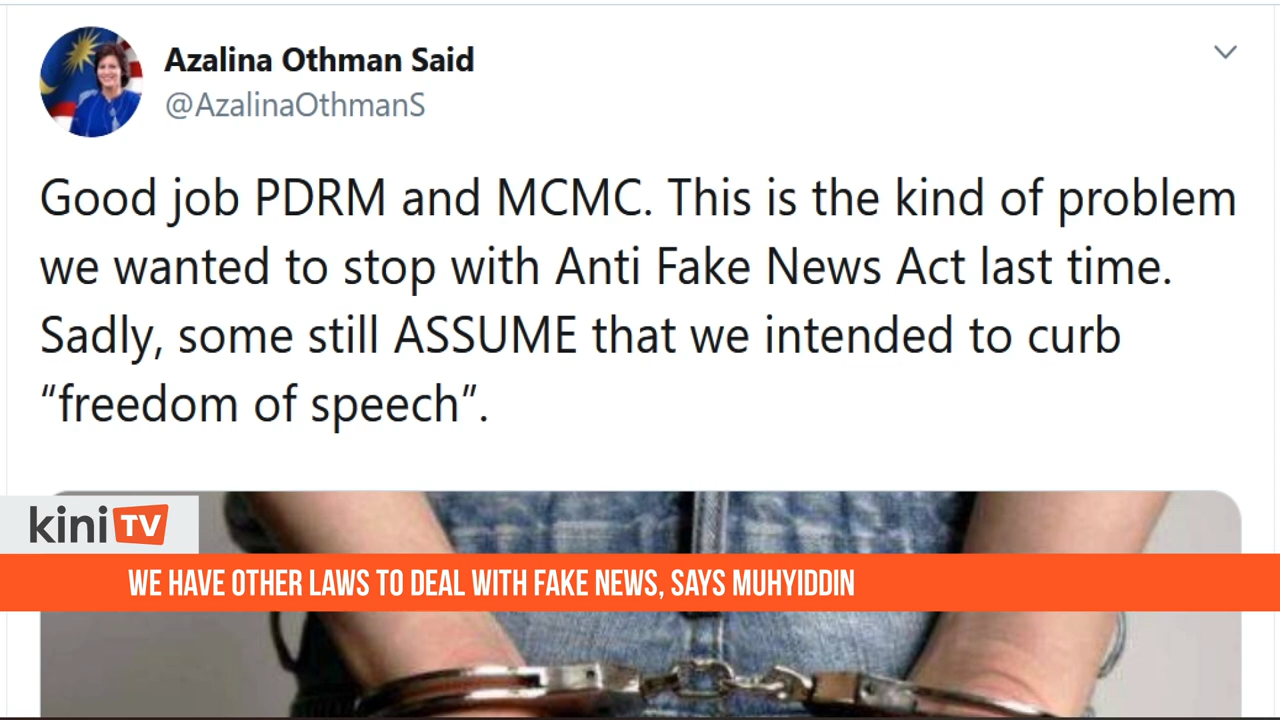 Azalina Othman Said
@AzalinaOthmanS
Good job PDRM and MCMC. This is the kind of problem
we wanted to stop with Anti Fake News Act last time.
Sadly, some still ASSUME that we intended to curb
“freedom of speech”.
kini TV
WE HAVE OTHER LAWS TO DEAL WITH FAKE NEWS, SAYS MUHYIDDIN